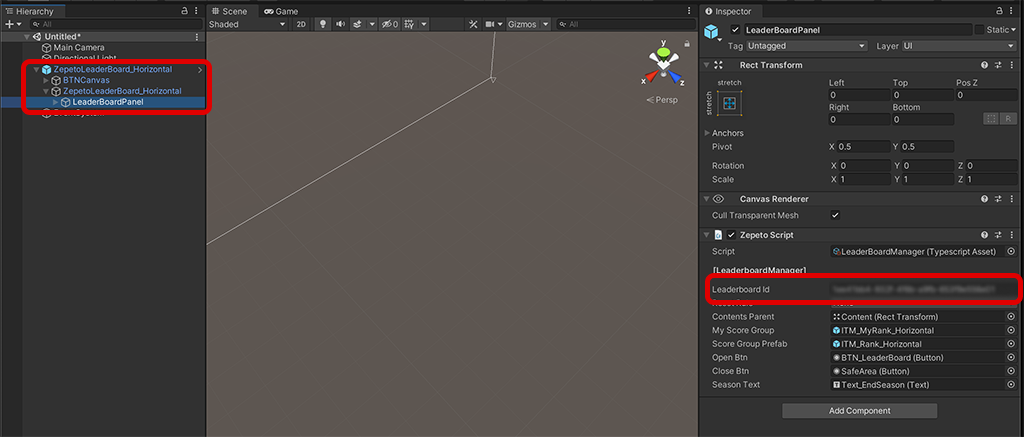 Hierarchy
All
Untitled*
Main Camera
Directional Light
ZepetoLeaderBoard_Horizontal
BTNCanvas
ZepetoLeaderBoard_Horizontal
LeaderBoardPanel
EventSystem
Scene Game
Shaded 2D 0 Gizmos All
y
x z
Persp
Inspector
LeaderBoardPanel Static
Tag Untagged Layer UI
Rect Transform
stretch Left Top Pos Z
stretch 0 0 0
Right Bottom
0 0 R
Anchors
Pivot X 0.5 Y 0.5
Rotation X 0 Y 0 Z 0
Scale X 1 Y 1 Z 1
Canvas Renderer
Cull Transparent Mesh
Zepeto Script
Script LeaderBoardManager (Typescript Asset)
[LeaderboardManager]
Leaderboard Id
Contents Parent Content (Rect Transform)
My Score Group ITM_MyRank_Horizontal
Score Group Prefab ITM_Rank_Horizontal
Open Btn BTN_LeaderBoard (Button)
Close Btn SafeArea (Button)
Season Text Text_EndSeason (Text)
Add Component